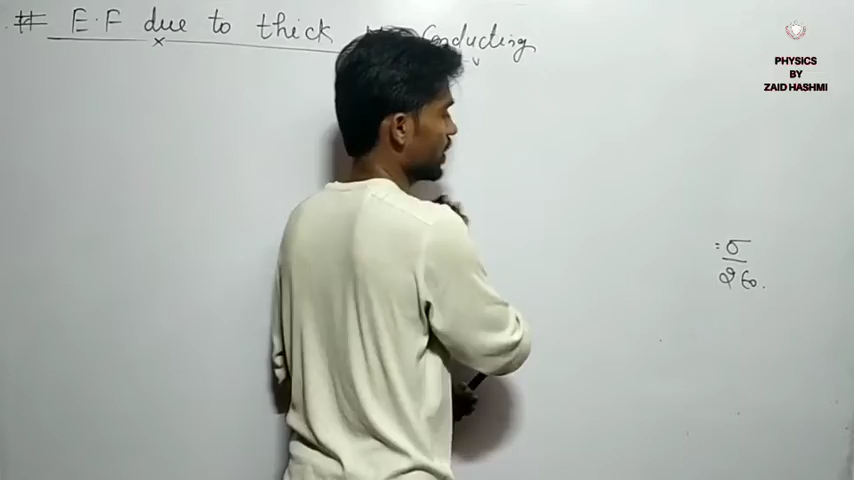 # E.F due to thick Conducting
PHYSICS
BY
ZAID HASHMI
= σ
2ε₀.